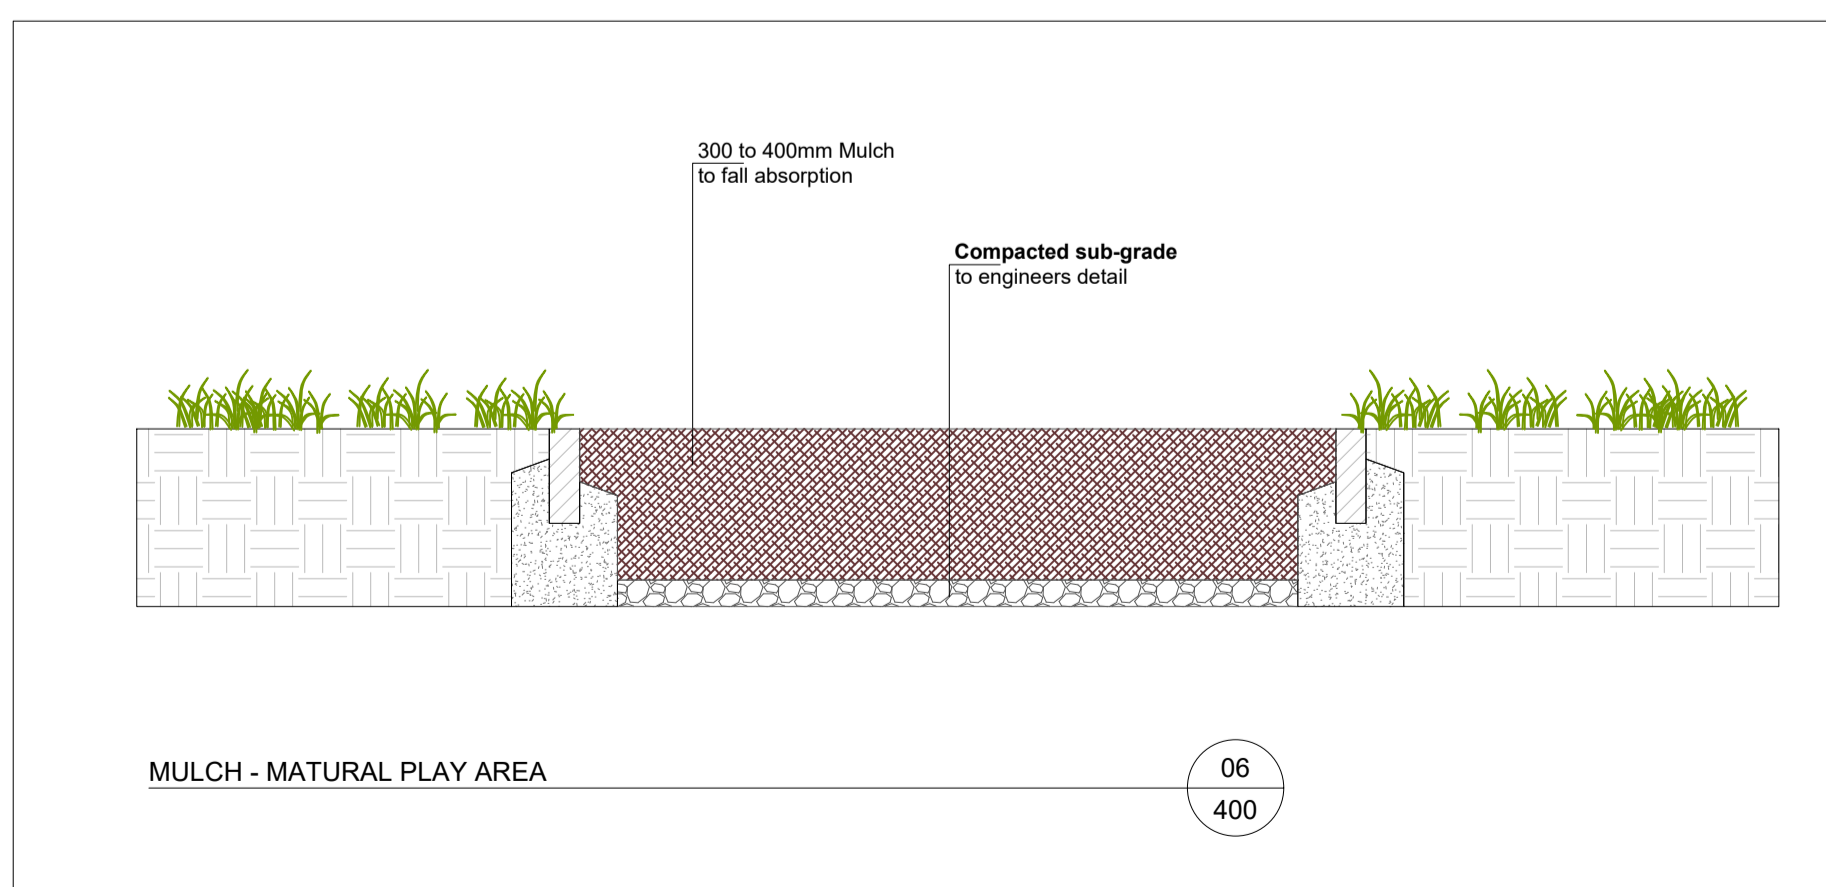 300 to 400mm Mulch
to fall absorption
Compacted sub-grade
to engineers detail
MULCH - MATURAL PLAY AREA
06
400